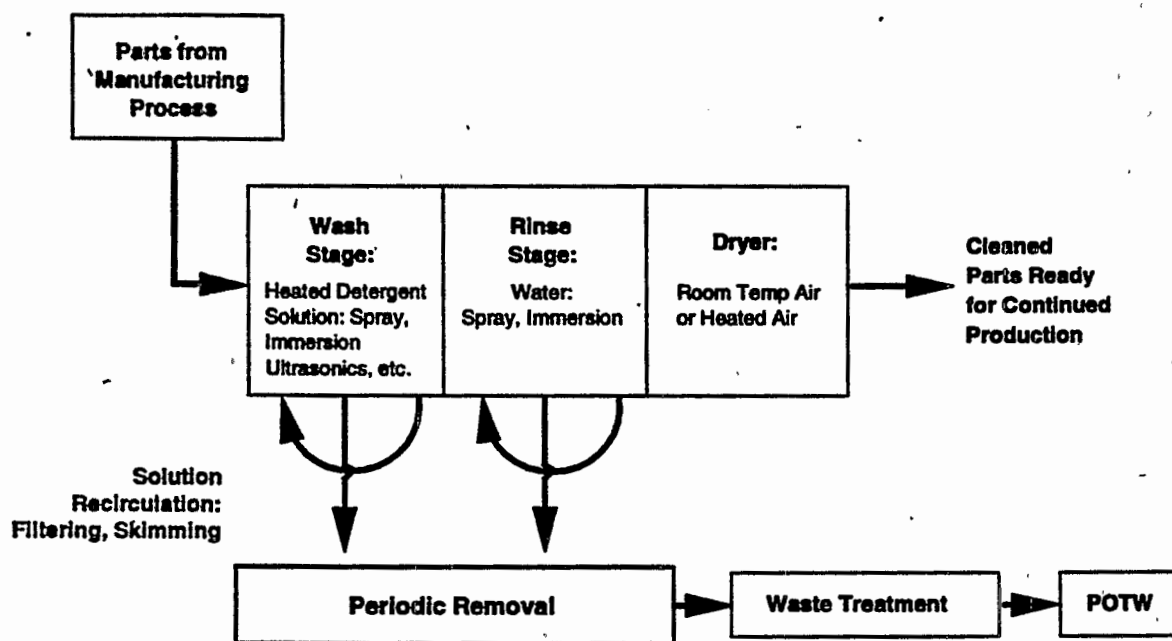 Parts from
Manufacturing
Process
Wash
Stage:
Heated Detergent
Solution: Spray,
Immersion
Ultrasonics, etc.
Rinse
Stage:
Water:
Spray, Immersion
Dryer:
Room Temp Air
or Heated Air
Cleaned
Parts Ready
for Continued
Production
Solution
Recirculation:
Filtering, Skimming
Periodic Removal
Waste Treatment
POTW